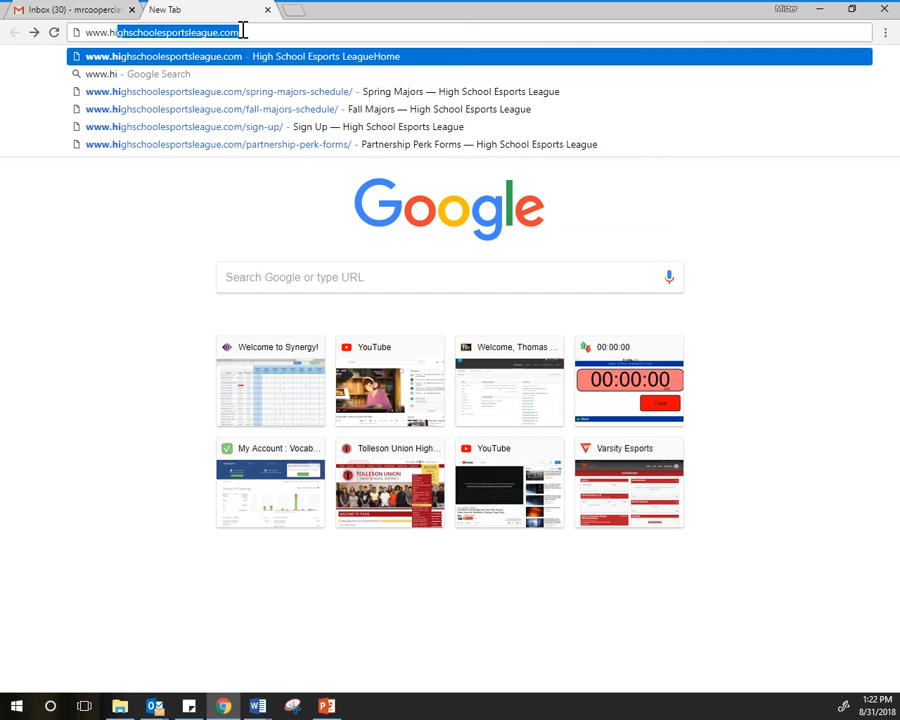 Inbox (30) - mrcoopercla
New Tab
Mister
www.highschoolesportsleague.com
www.highschoolesportsleague.com - High School Esports LeagueHome
www.hi - Google Search
www.highschoolesportsleague.com/spring-majors-schedule/ - Spring Majors — High School Esports League
www.highschoolesportsleague.com/fall-majors-schedule/ - Fall Majors — High School Esports League
www.highschoolesportsleague.com/sign-up/ - Sign Up — High School Esports League
www.highschoolesportsleague.com/partnership-perk-forms/ - Partnership Perk Forms — High School Esports League
Google
Search Google or type URL
Welcome to Synergy!
YouTube
Welcome, Thomas ...
00:00:00
00:00:00
Clear
My Account : Vocab...
Tolleson Union High...
YouTube
Varsity Esports
TOLLESON UNION
1:22 PM
8/31/2018